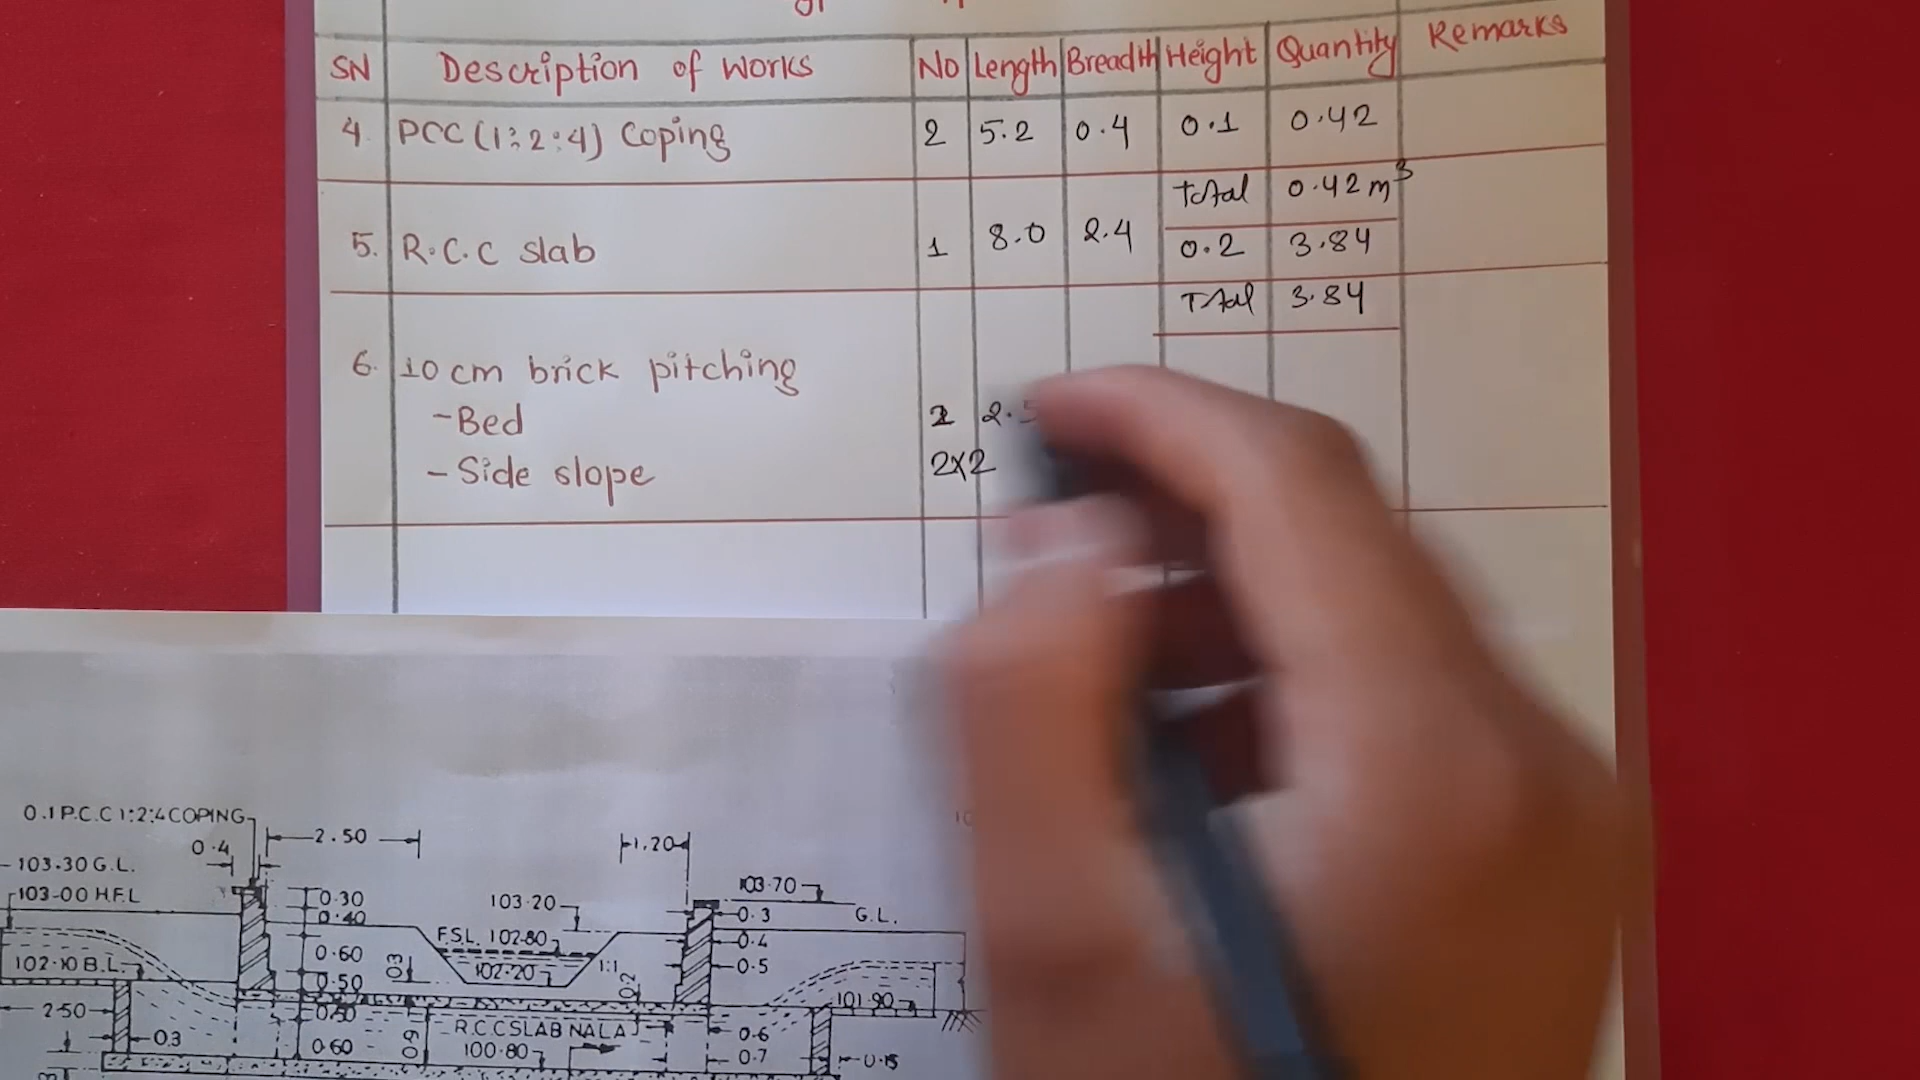 SN Description of works No Length Breadth Height Quantity Remarks
4. PCC (1:2:4) Coping 2 5.2 0.4 0.1 0.42
Total 0.42 m³
5. R.C.C slab 1 8.0 2.4 0.2 3.84
Total 3.84
6. 10 cm brick pitching
- Bed 2 2.5
- Side slope 2x2
0.1 P.C.C 1:2:4 COPING
2.50
1.20
0.4
103.30 G.L.
103.00 H.F.L
0.30
0.40
103.20
103.70
0.3
G.L.
F.S.L. 102.80
0.4
0.60
03
102.20
1:1
0.5
102.10 B.L.
0.50
0.2
101.90
2.50
R.C.C SLAB NALA
0.6
0.3
0.60
0.9
100.80
0.7
0.15